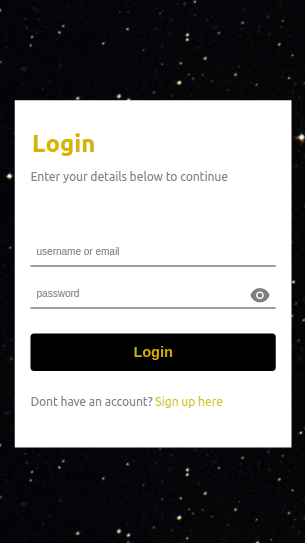 Login
Enter your details below to continue
username or email
password
Login
Dont have an account? Sign up here